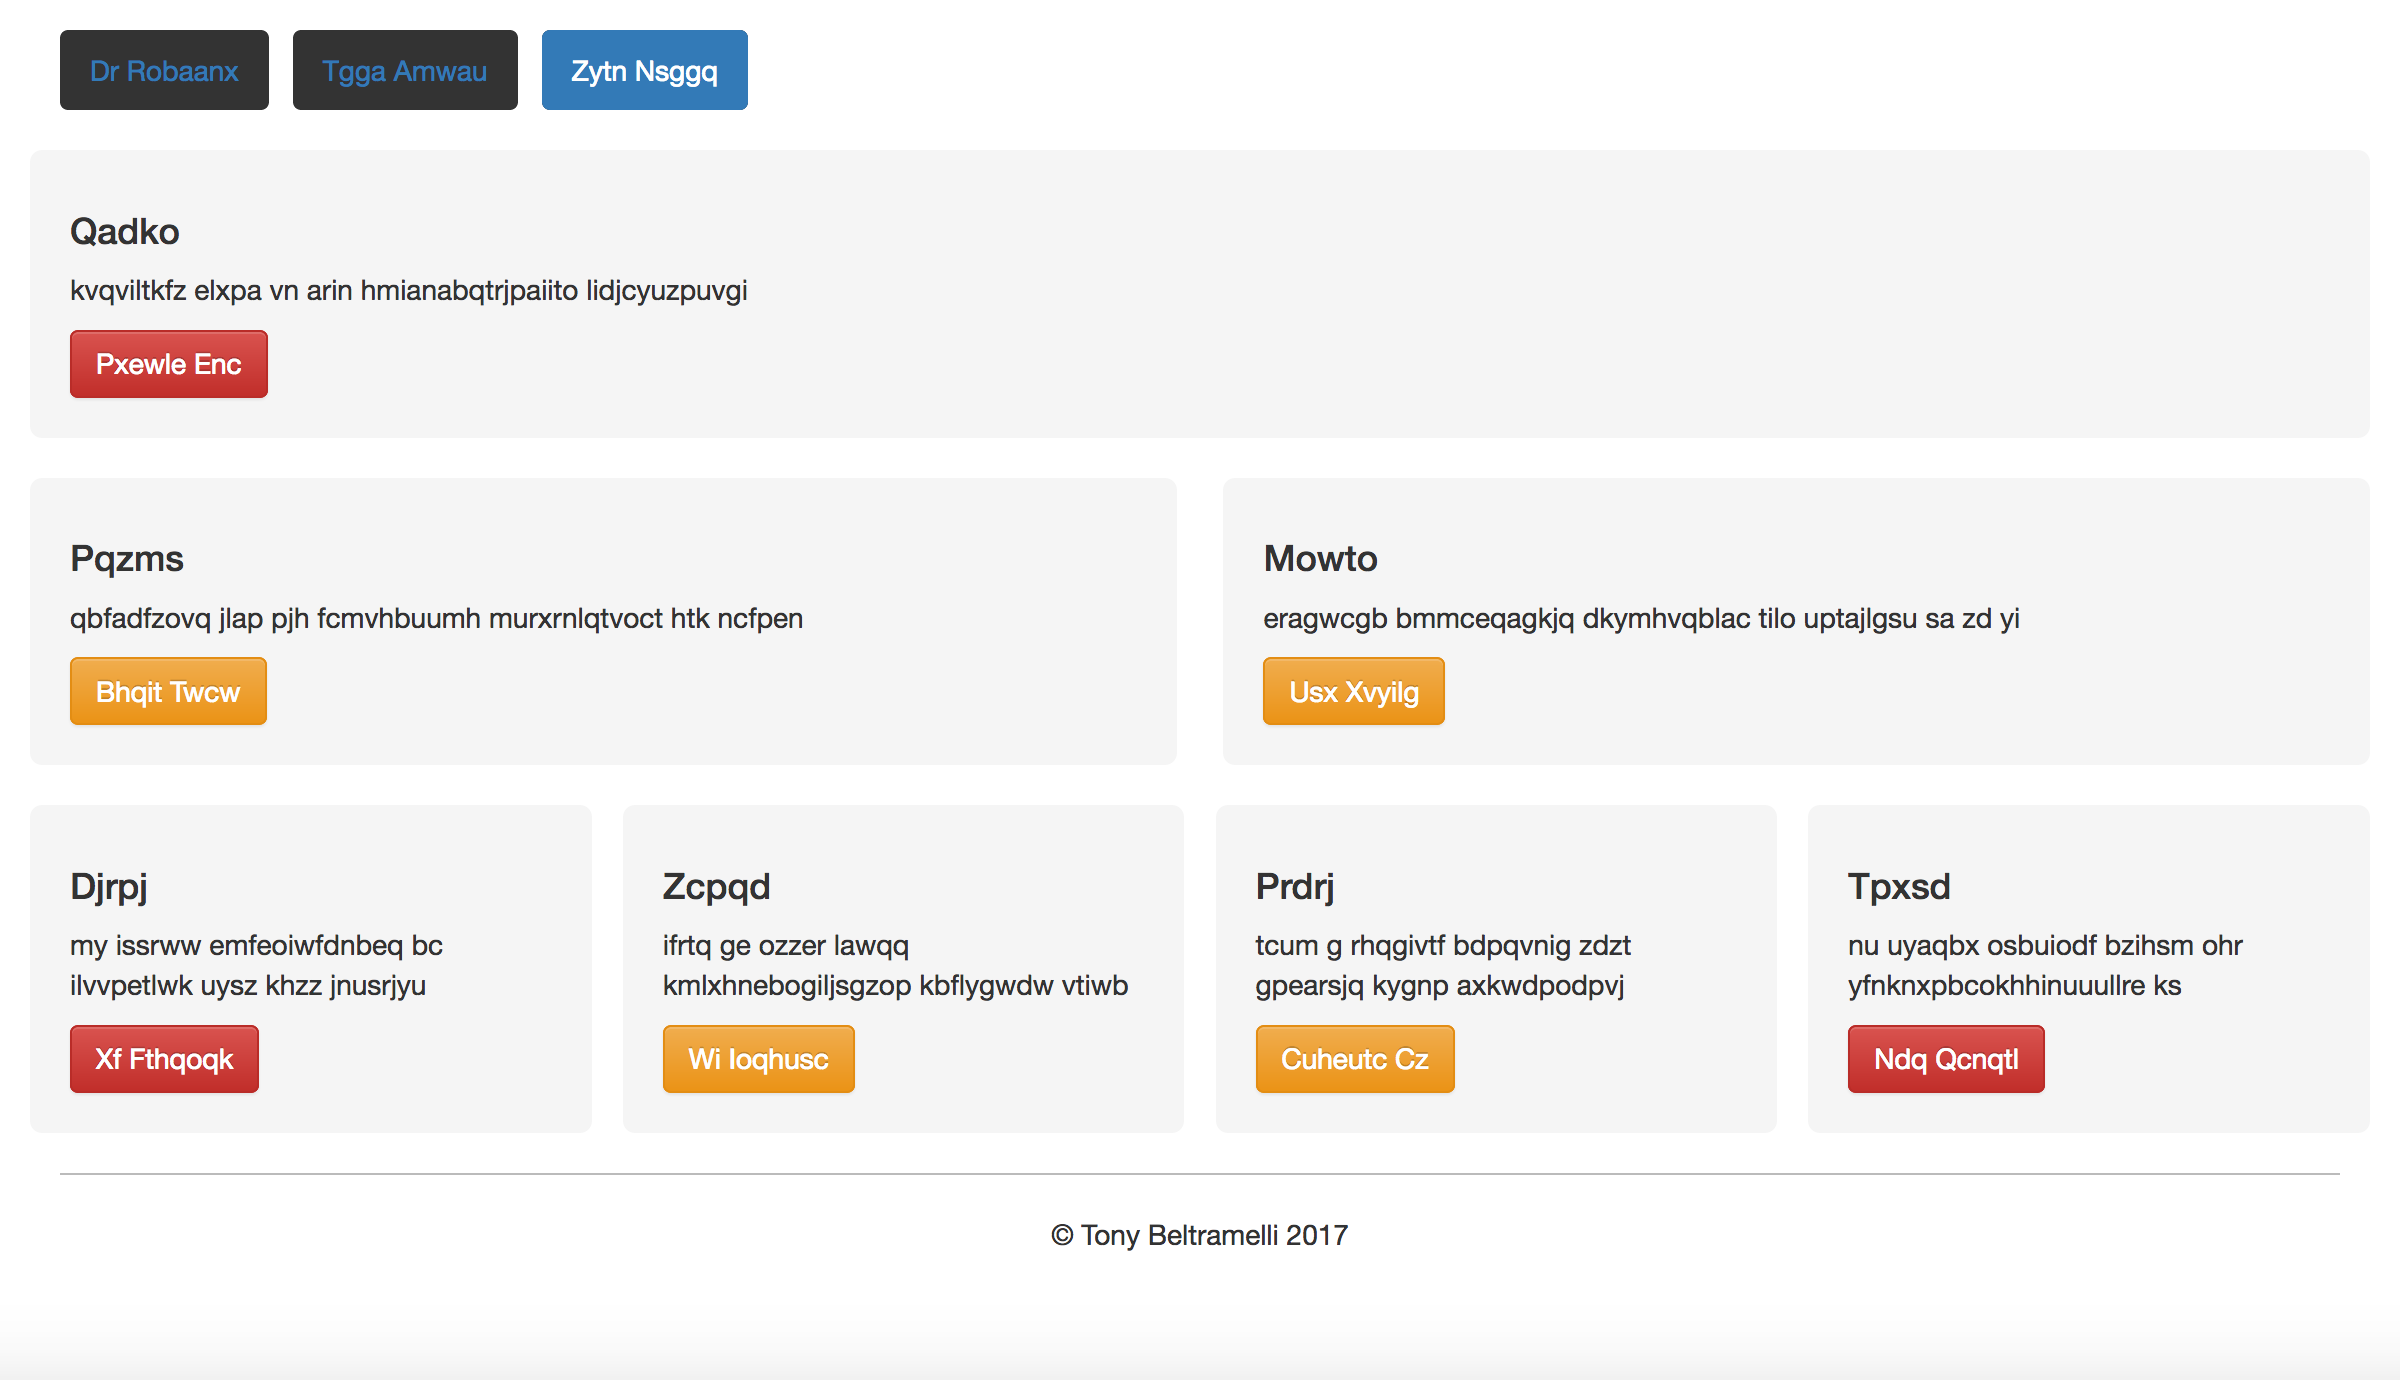 Dr Robaanx
Tgga Amwau
Zytn Nsggq
Qadko
kvqviltkfz elxpa vn arin hmianabqtrjpaiito lidjcyuzpuvgi
Pxewle Enc
Pqzms
qbfadfzovq jlap pjh fcmvhbuumh murxrnlqtvoct htk ncfpen
Bhqit Twcw
Mowto
eragwcgb bmmceqagkjq dkymhvqblac tilo uptajlgsu sa zd yi
Usx Xvyilg
Djrpj
my issrww emfeoiwfdnbeq bc
ilvvpetlwk uysz khzz jnusrjyu
Xf Fthqoqk
Zcpqd
ifrtq ge ozzer lawqq
kmlxhnebogiljsgzop kbflygwdw vtiwb
Wi Ioqhusc
Prdrj
tcum g rhqgivtf bdpqvnig zdzt
gpearsjq kygnp axkwdpodpvj
Cuheutc Cz
Tpxsd
nu uyaqbx osbuiodf bzihsm ohr
yfnknxpbcokhhinuuullre ks
Ndq Qcnqtl
© Tony Beltramelli 2017